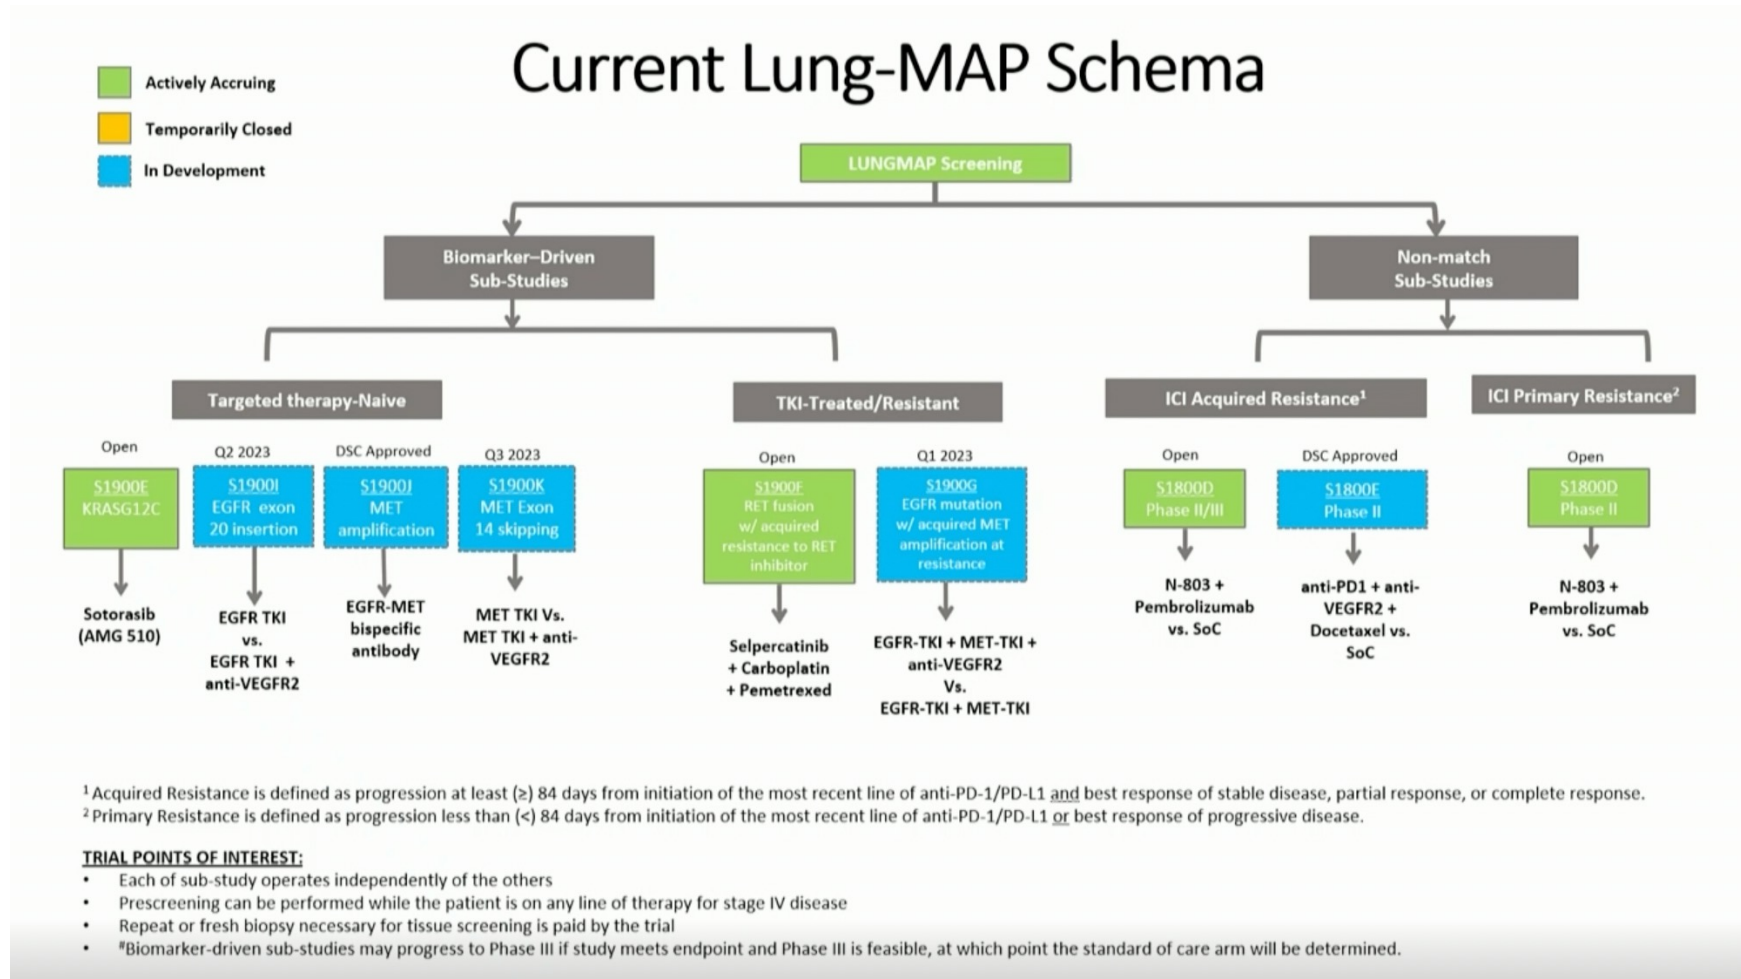 Current Lung-MAP Schema
Actively Accruing
Temporarily Closed
In Development
LUNGMAP Screening
Biomarker–Driven
Sub-Studies
Non-match
Sub-Studies
Targeted therapy-Naive
TKI-Treated/Resistant
ICI Acquired Resistance¹
ICI Primary Resistance²
Open
S1900E
KRASG12C
Sotorasib
(AMG 510)
Q2 2023
S1900I
EGFR exon
20 insertion
EGFR TKI
vs.
EGFR TKI +
anti-VEGFR2
DSC Approved
S1900J
MET
amplification
EGFR-MET
bispecific
antibody
Q3 2023
S1900K
MET Exon
14 skipping
MET TKI Vs.
MET TKI + anti-
VEGFR2
Open
S1900F
RET fusion
w/ acquired
resistance to RET
inhibitor
Selpercatinib
+ Carboplatin
+ Pemetrexed
Q1 2023
S1900G
EGFR mutation
w/ acquired MET
amplification at
resistance
EGFR-TKI + MET-TKI +
anti-VEGFR2
Vs.
EGFR-TKI + MET-TKI
Open
S1800D
Phase II/III
N-803 +
Pembrolizumab
vs. SoC
DSC Approved
S1800E
Phase II
anti-PD1 + anti-
VEGFR2 +
Docetaxel vs.
SoC
Open
S1800D
Phase II
N-803 +
Pembrolizumab
vs. SoC
¹ Acquired Resistance is defined as progression at least (≥) 84 days from initiation of the most recent line of anti-PD-1/PD-L1 and best response of stable disease, partial response, or complete response.
² Primary Resistance is defined as progression less than (<) 84 days from initiation of the most recent line of anti-PD-1/PD-L1 or best response of progressive disease.
TRIAL POINTS OF INTEREST:
• Each of sub-study operates independently of the others
• Prescreening can be performed while the patient is on any line of therapy for stage IV disease
• Repeat or fresh biopsy necessary for tissue screening is paid by the trial
• #Biomarker-driven sub-studies may progress to Phase III if study meets endpoint and Phase III is feasible, at which point the standard of care arm will be determined.